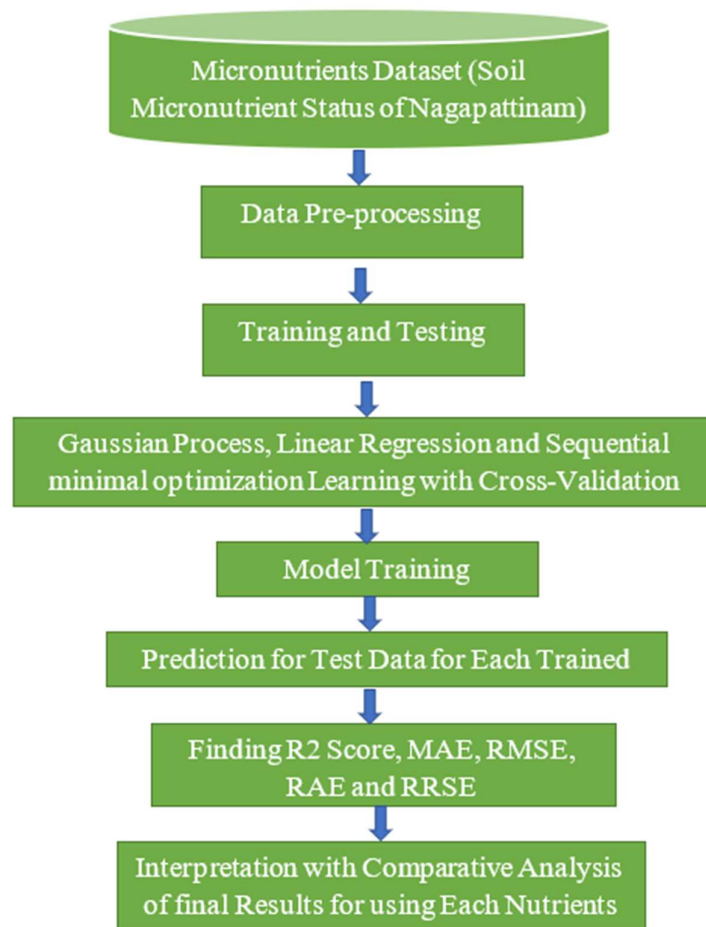 Micronutrients Dataset (Soil
Micronutrient Status of Nagapattinam)
Data Pre-processing
Training and Testing
Gaussian Process, Linear Regression and Sequential
minimal optimization Learning with Cross-Validation
Model Training
Prediction for Test Data for Each Trained
Finding R2 Score, MAE, RMSE,
RAE and RRSE
Interpretation with Comparative Analysis
of final Results for using Each Nutrients